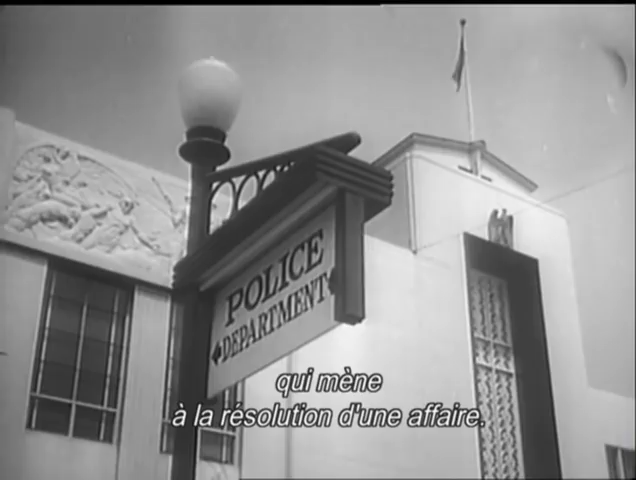 POLICE
DEPARTMENT
qui mène
à la résolution d'une affaire.